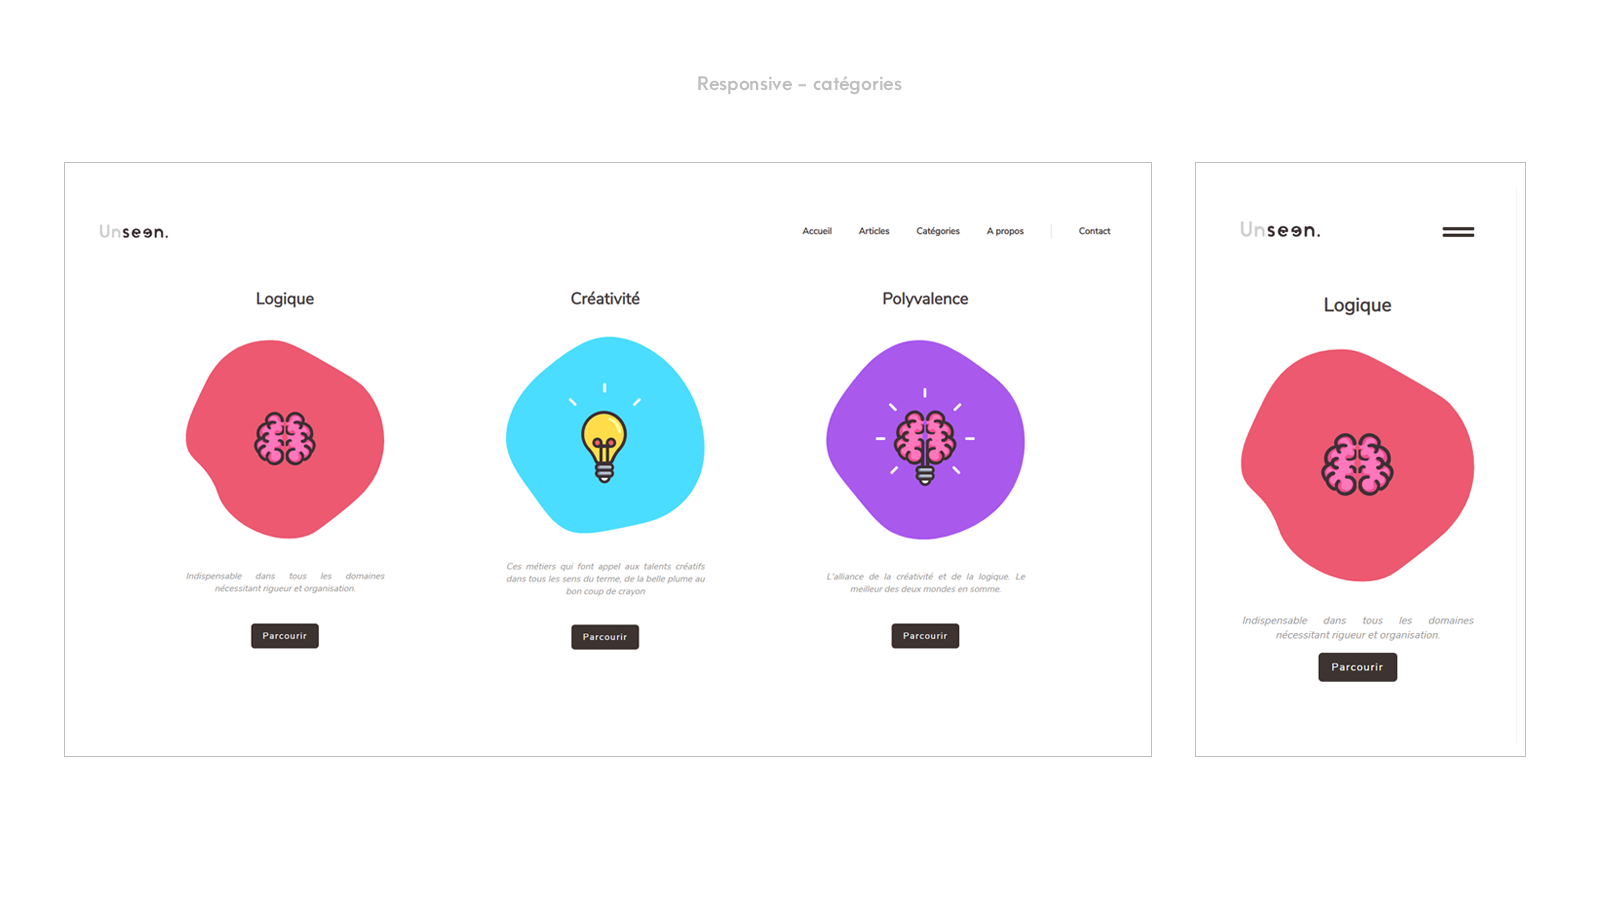 Responsive - catégories
Unseen.
Accueil Articles Catégories A propos Contact
Logique
Indispensable dans tous les domaines
nécessitant rigueur et organisation.
Parcourir
Créativité
Ces métiers qui font appel aux talents créatifs
dans tous les sens du terme, de la belle plume au
bon coup de crayon
Parcourir
Polyvalence
L'alliance de la créativité et de la logique. Le
meilleur des deux mondes en somme.
Parcourir
Unseen.
Logique
Indispensable dans tous les domaines
nécessitant rigueur et organisation.
Parcourir